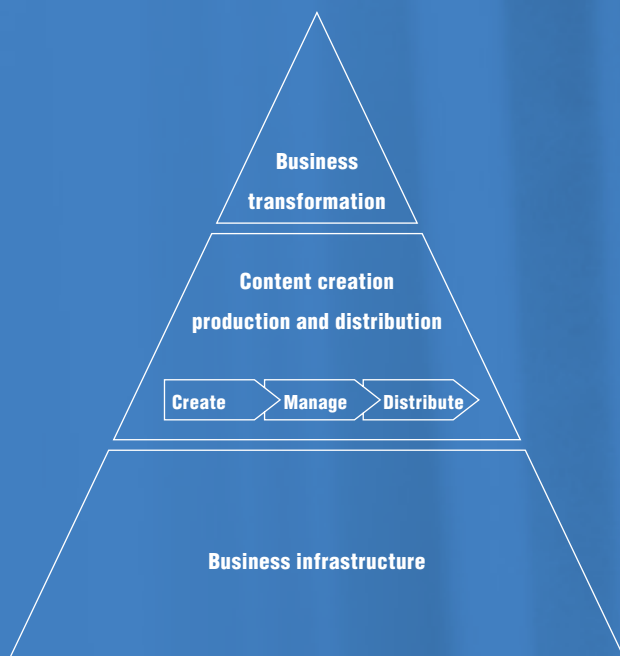 Business
transformation
Content creation
production and distribution
Create
Manage
Distribute
Business infrastructure